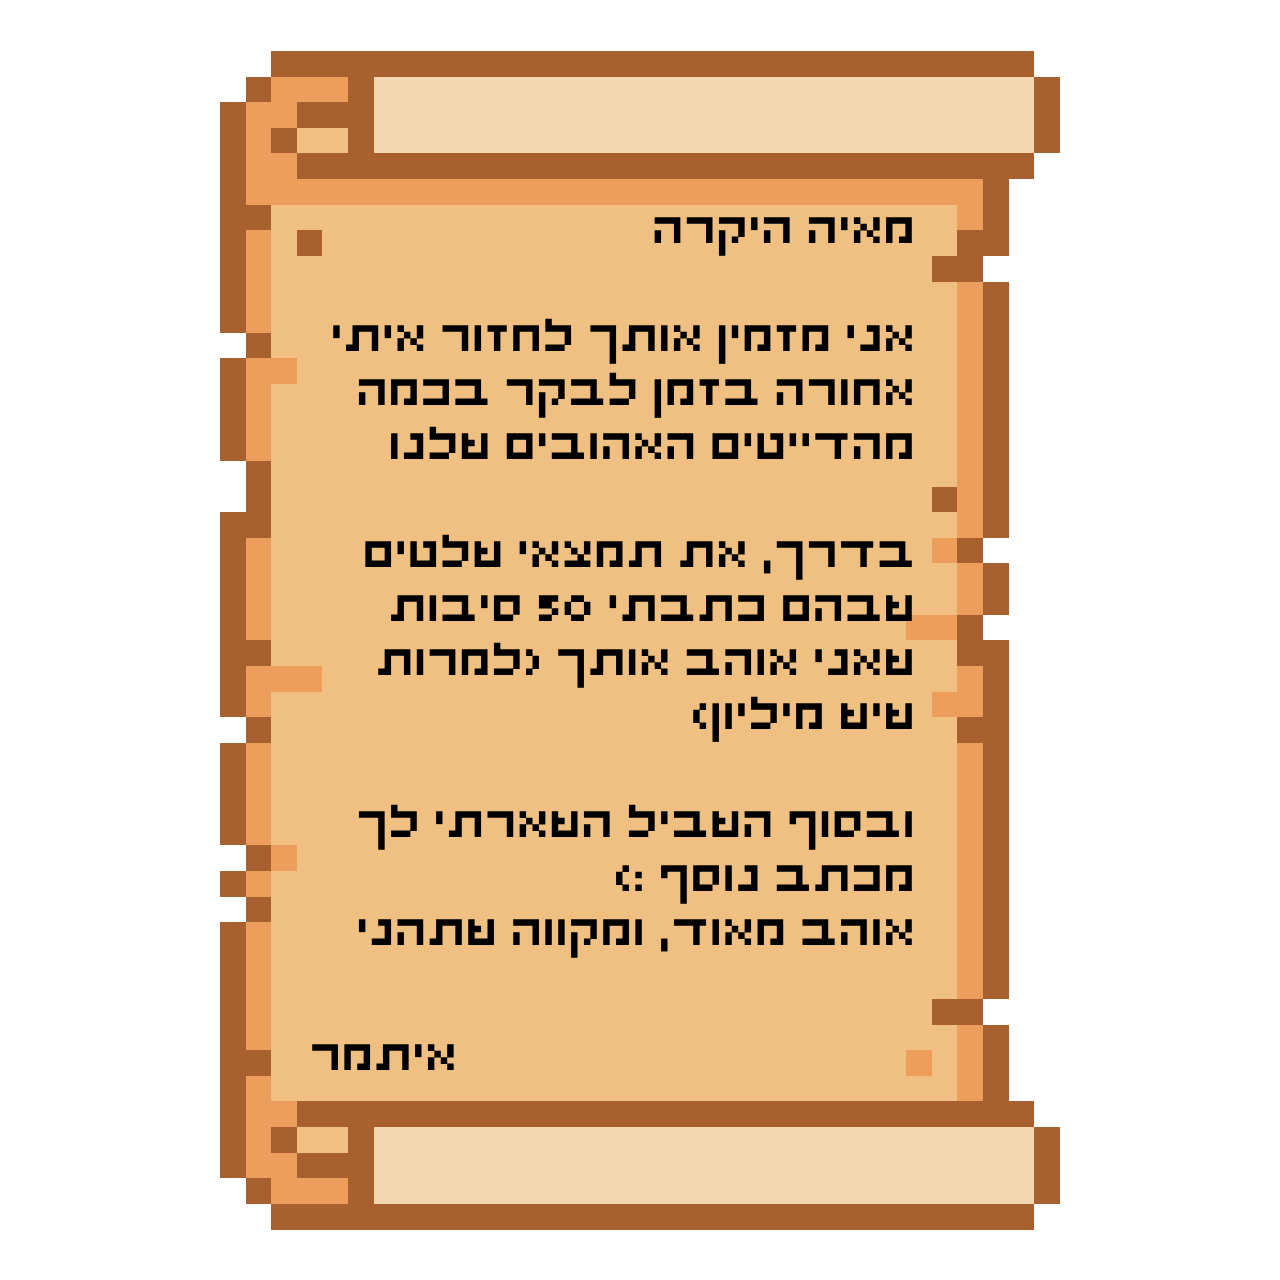 מאיה היקרה
אני מזמין אותך לחזור איתי
אחורה בזמן לבקר בכמה
מהדייטים האהובים שלנו
בדרך, את תמצאי שלטים
שבהם כתבתי 50 סיבות
שאני אוהב אותך (למרות
שיש מיליון)
ובסוף השביל השארתי לך
מכתב נוסף :)
אוהב מאוד, ומקווה שתהני
איתמר